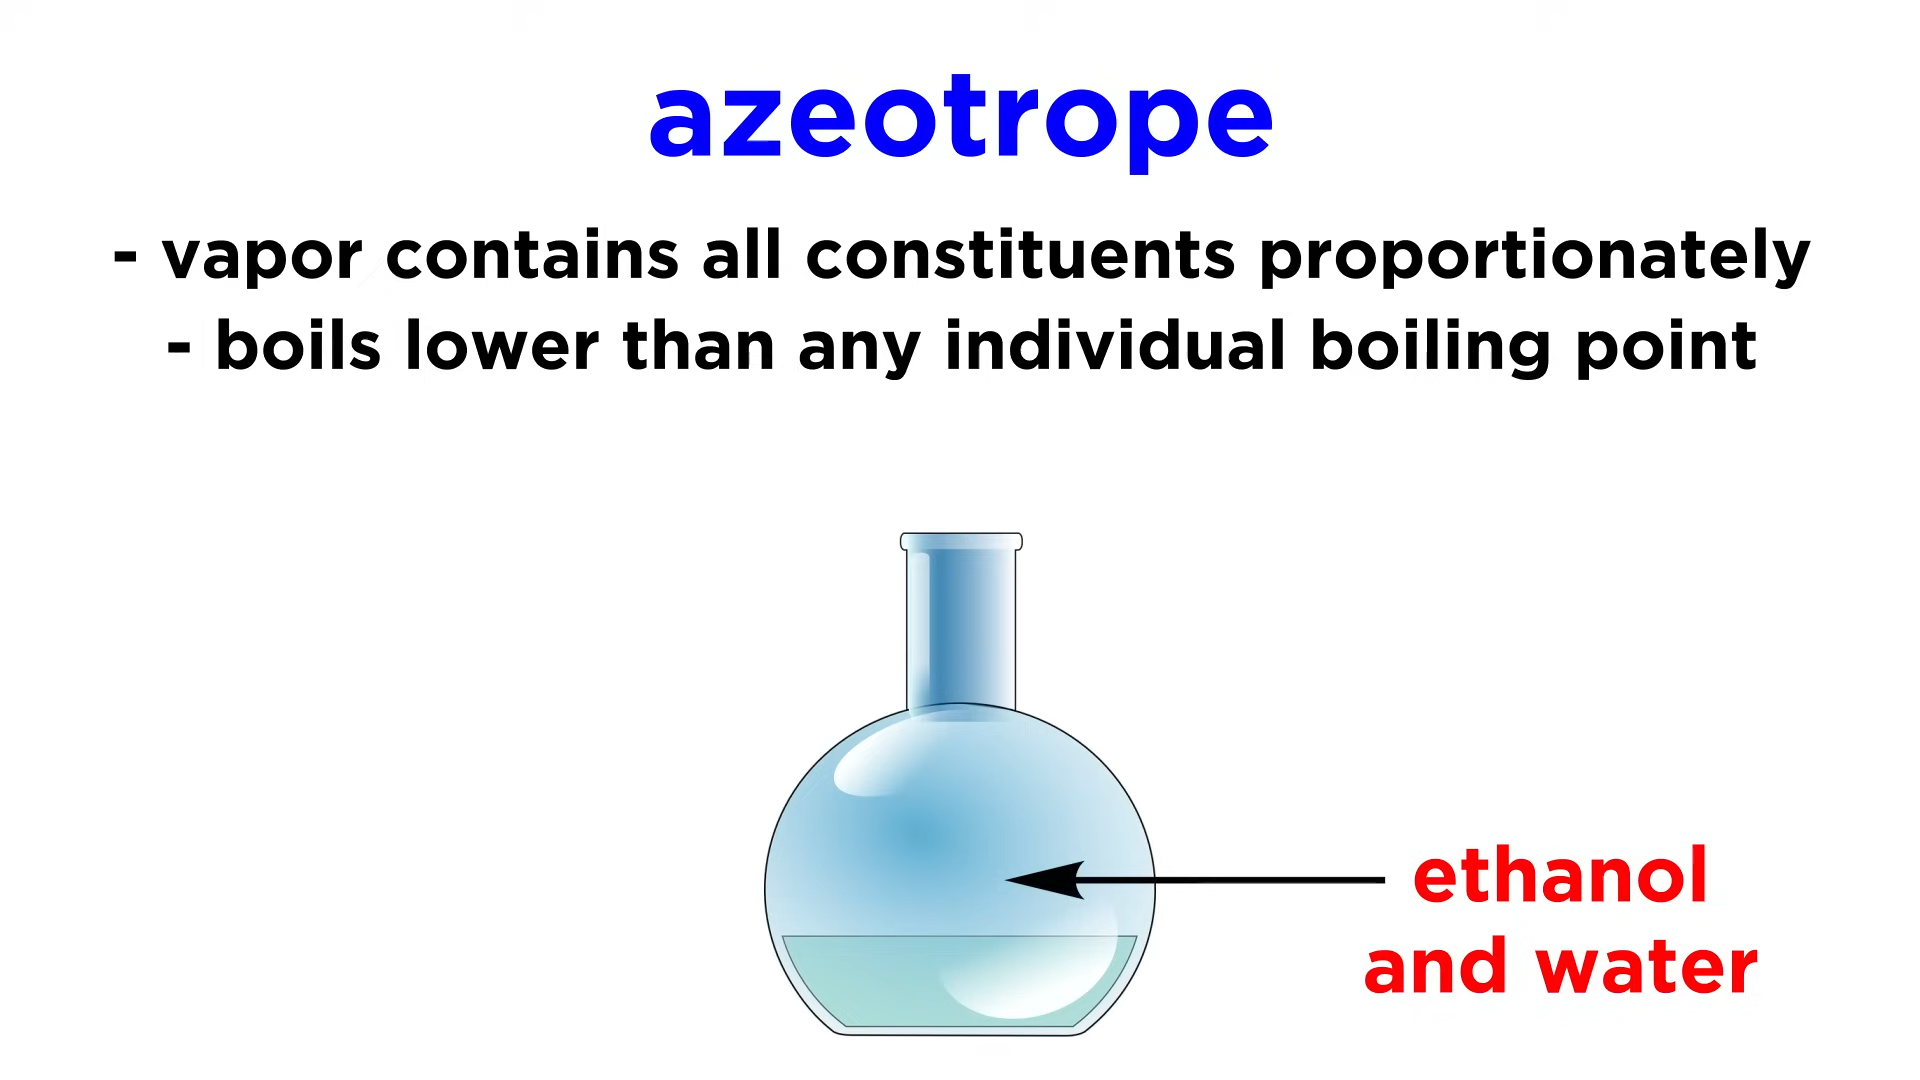 azeotrope
- vapor contains all constituents proportionately
- boils lower than any individual boiling point
ethanol
and water